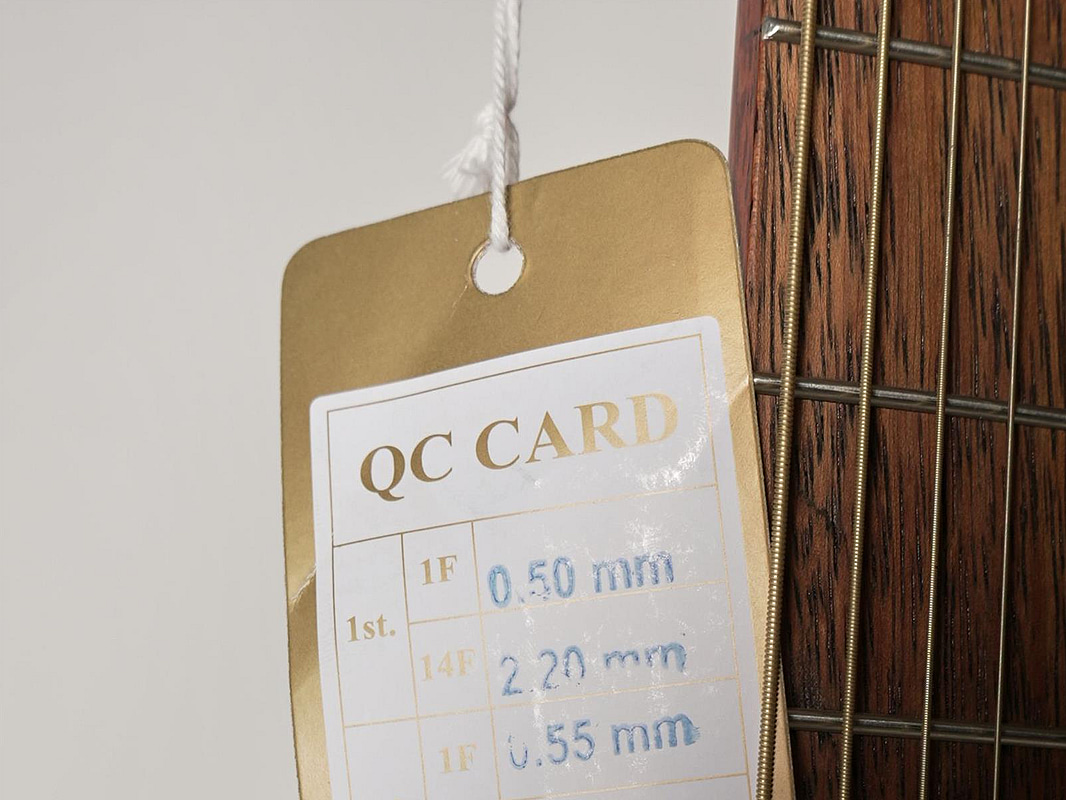 QC CARD
1st. 1F 0.50 mm
14F 2.20 mm
1F 0.55 mm